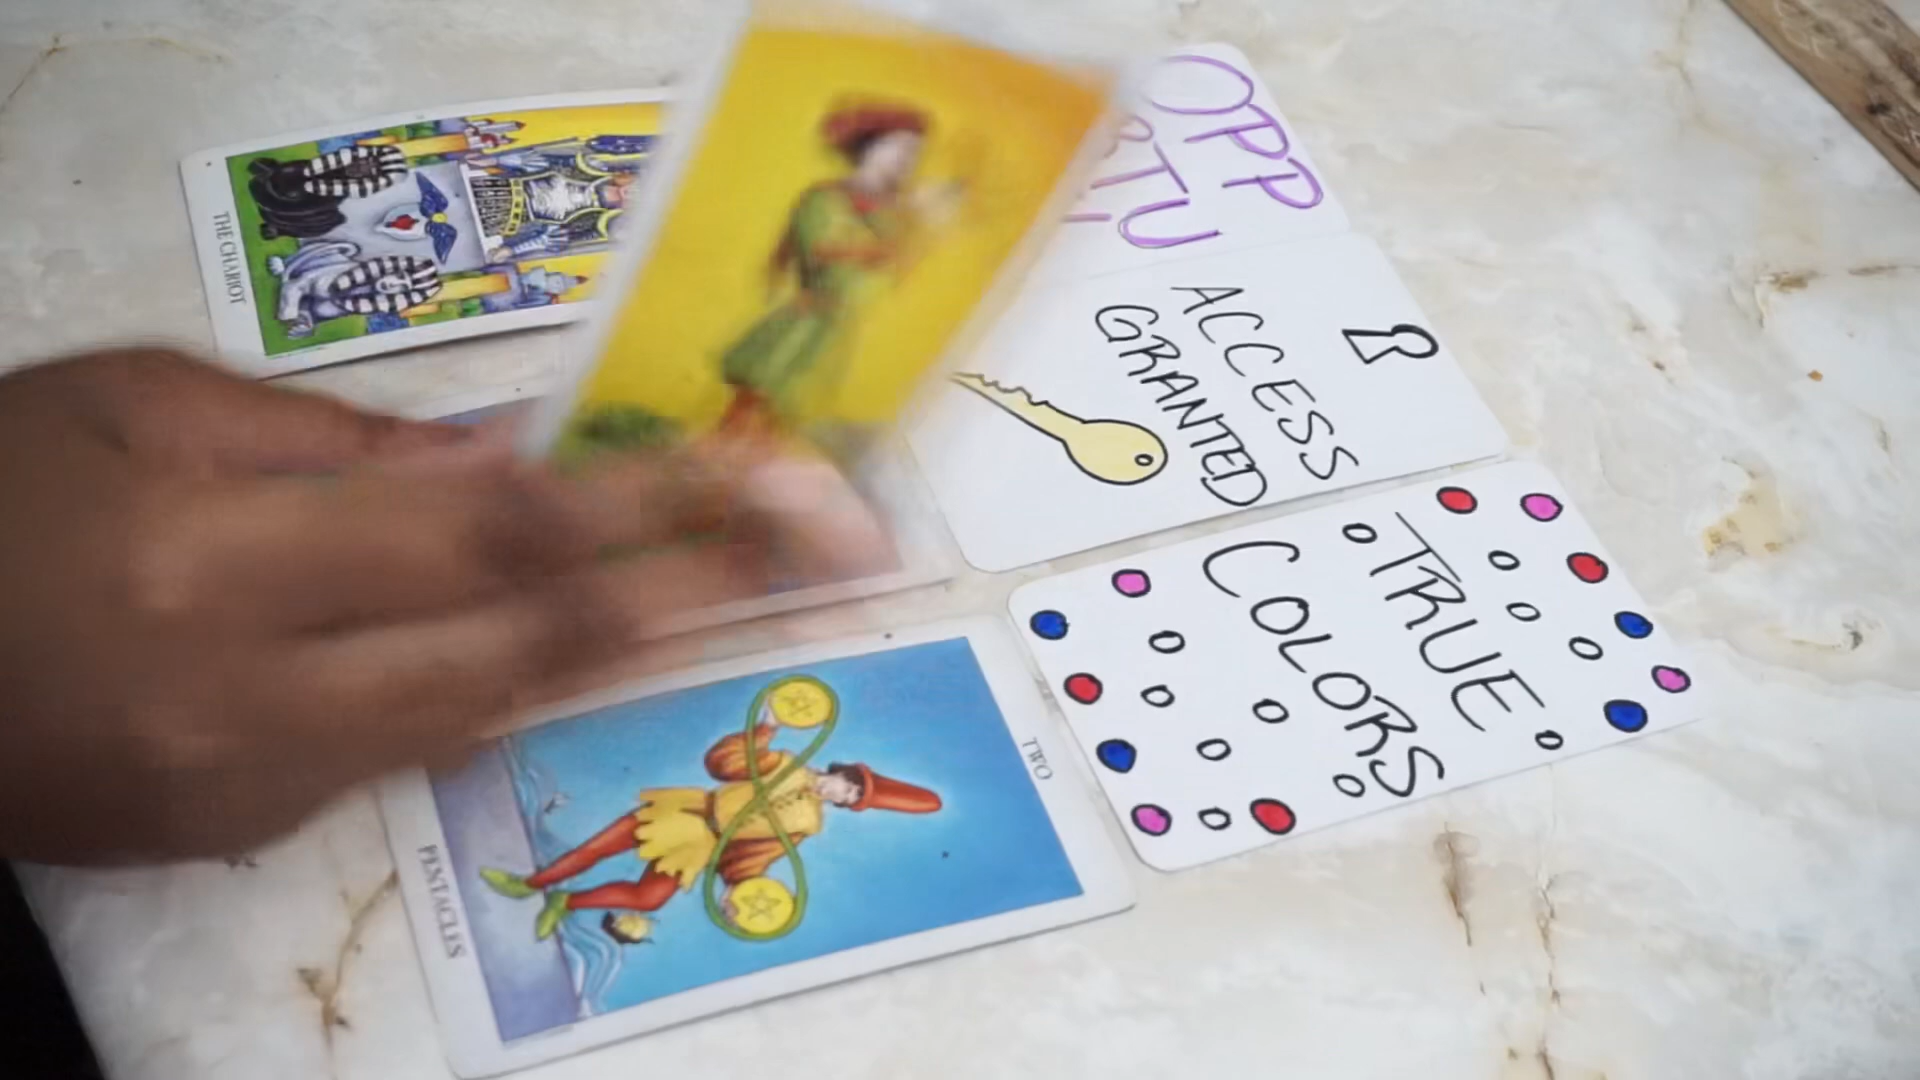 THE CHARIOT
OPP
RTU
ACCESS
GRANTED
TRUE
COLORS
TWO
PENTACLES